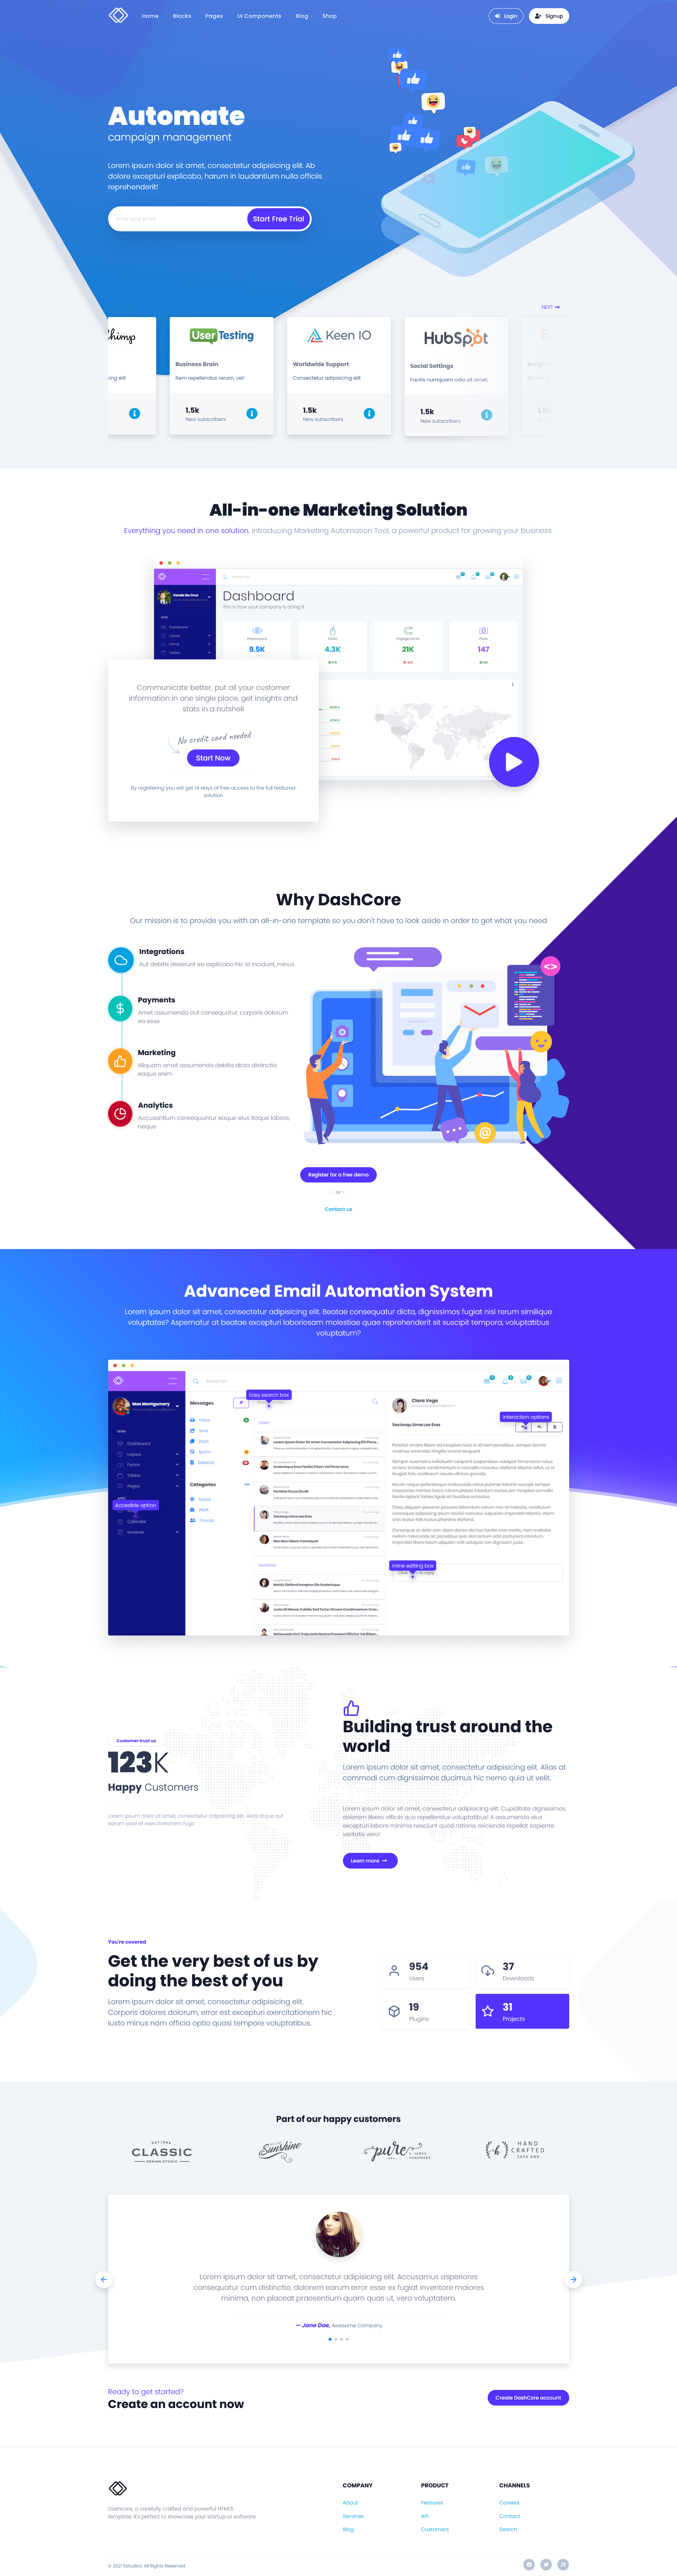 Home Blocks Pages UI Components Blog Shop
Login Signup
Automate
campaign management
Lorem ipsum dolor sit amet, consectetur adipisicing elit. Ab
dolore excepturi explicabo, harum in laudantium nulla officiis
reprehenderit!
enter your email
Start Free Trial
NEXT
himp
UserTesting
Keen IO
HubSpot
Business Brain
Rem repellendus rerum, vel!
Worldwide Support
Consectetur adipisicing elit
Social Settings
Facilis numquam odio sit amet
cing elit
1.5k
New subscribers
1.5k
New subscribers
1.5k
New subscribers
All-in-one Marketing Solution
Everything you need in one solution, introducing Marketing Automation Tool, a powerful product for growing your business.
Dashboard
This is how your company is doing it
Dashboard
Layout
Forms
Tables
Impressions
9.5K
Clicks
4.3K
Engagements
21K
Posts
147
Communicate better, put all your customer
information in one single place, get insights and
stats in a nutshell
No credit card needed
Start Now
By registering you will get 14 days of free access to the full featured
solution
Why DashCore
Our mission is to provide you with an all-in-one template so you don't have to look aside in order to get what you need
Integrations
Aut debitis deserunt ea explicabo hic id incidunt, minus
Payments
Amet assumenda aut consequatur, corporis dolorum
ea esse
Marketing
Aliquam amet assumenda debitis dicta distinctio
eaque enim
Analytics
Accusantium consequuntur eaque eius itaque labore,
neque
Register for a free demo
- or -
Contact us
Advanced Email Automation System
Lorem ipsum dolor sit amet, consectetur adipisicing elit. Beatae consequatur dicta, dignissimos fugiat nisi rerum similique
voluptates? Aspernatur at beatae excepturi laboriosam molestiae quae reprehenderit sit suscipit tempora, voluptatibus
voluptatum?
Max Montgomery
Dashboard
Layout
Forms
Tables
Pages
Accesible option
Calendar
Invoices
Messages
Inbox
Sent
Draft
Spam
Deleted
Categories
Social
Work
Friends
Easy search box
Clara Vega
Interaction options
Sociosqu Urna Leo Eros
Inline editing box
Customer trust us
123K
Happy Customers
Lorem ipsum dolor sit amet, consectetur adipisicing elit. Alias atque aut
earum esse et exercitationem fuga
Building trust around the
world
Lorem ipsum dolor sit amet, consectetur adipisicing elit. Alias at
commodi cum dignissimos ducimus hic nemo quia ut velit.
Lorem ipsum dolor sit amet, consectetur adipisicing elit. Cupiditate dignissimos
dolorem libero officiis quo repellendus voluptatibus! A assumenda eius
excepturi labore minima nesciunt quod ratione, reiciendis repellat sapiente
veritatis vero!
Learn more
You're covered
Get the very best of us by
doing the best of you
Lorem ipsum dolor sit amet, consectetur adipisicing elit.
Corporis dolores dolorum, error est excepturi exercitationem hic
iusto minus nam officia optio quasi tempore voluptatibus.
954
Users
37
Downloads
19
Plugins
31
Projects
Part of our happy customers
CLASSIC
DESIGN STUDIO
Sunshine
pure
HANDMADE
HAND
CRAFTED
SARA ANN
Lorem ipsum dolor sit amet, consectetur adipisicing elit. Accusamus asperiores
consequatur cum distinctio, dolorem earum error esse ex fugiat inventore maiores
minima, non placeat praesentium quam quas ut, vero voluptatem.
— Jane Doe, Awesome Company
Ready to get started?
Create an account now
Create DashCore account
Dashcore, a carefully crafted and powerful HTML5
template, it's perfect to showcase your startup or software
COMPANY
About
Services
Blog
PRODUCT
Features
API
Customers
CHANNELS
Careers
Contact
Search
© 2021 5studios. All Rights Reserved